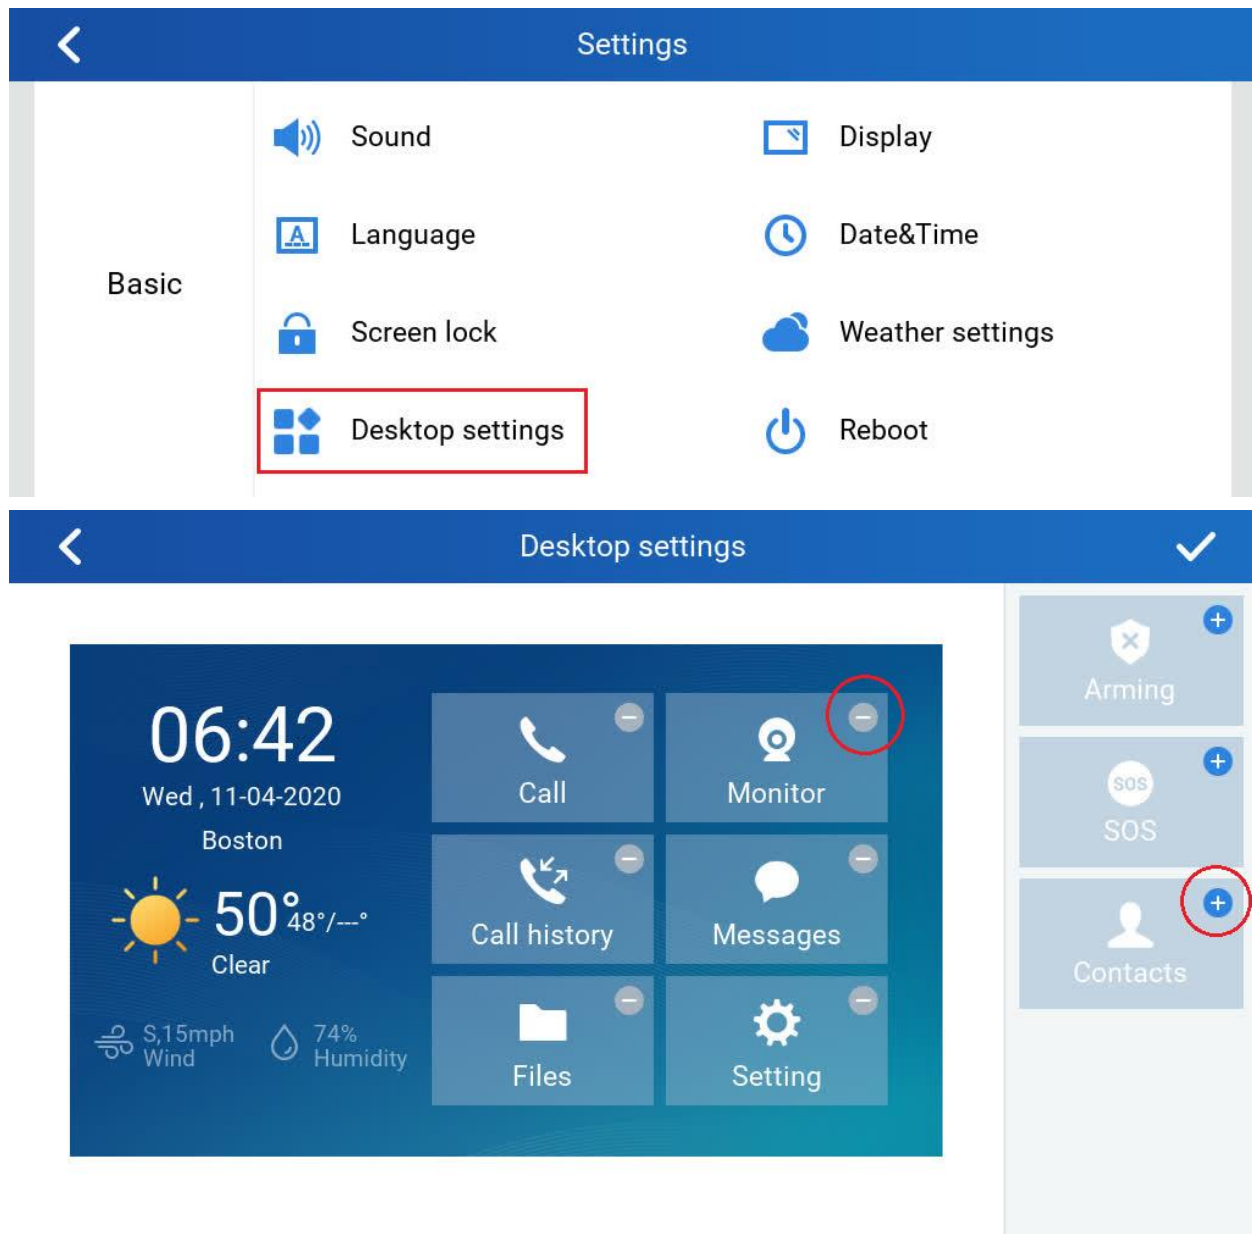 Settings
Basic
Sound
Display
Language
Date&Time
Screen lock
Weather settings
Desktop settings
Reboot
Desktop settings
06:42
Wed , 11-04-2020
Boston
50° 48°/---°
Clear
S,15mph
Wind
74%
Humidity
Call
Monitor
Call history
Messages
Files
Setting
Arming
SOS
SOS
Contacts